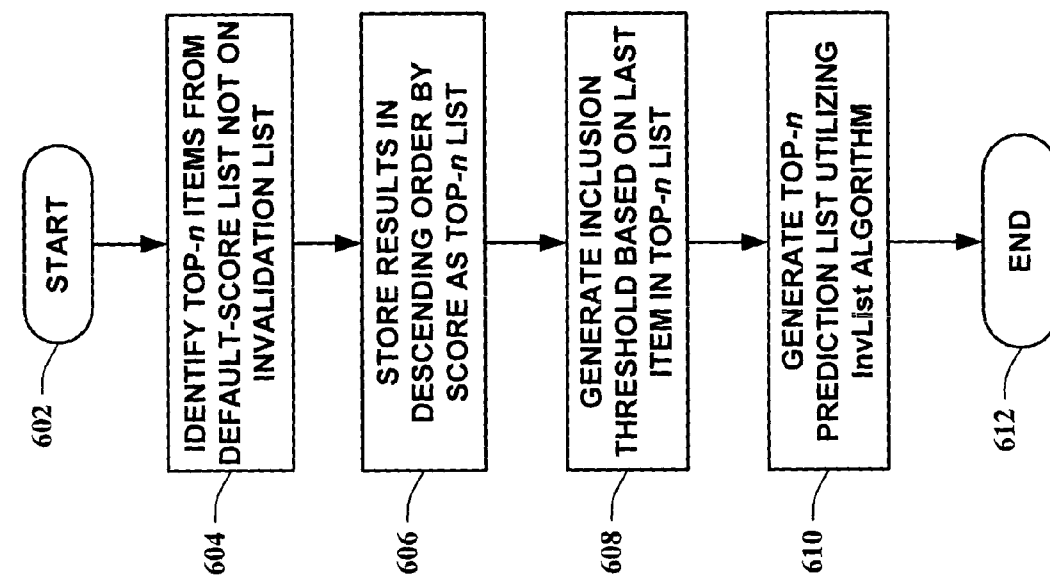 START
602
IDENTIFY TOP-n ITEMS FROM
DEFAULT-SCORE LIST NOT ON
INVALIDATION LIST
604
STORE RESULTS IN
DESCENDING ORDER BY
SCORE AS TOP-n LIST
606
GENERATE INCLUSION
THRESHOLD BASED ON LAST
ITEM IN TOP-n LIST
608
GENERATE TOP-n
PREDICTION LIST UTILIZING
InvList ALGORITHM
610
END
612